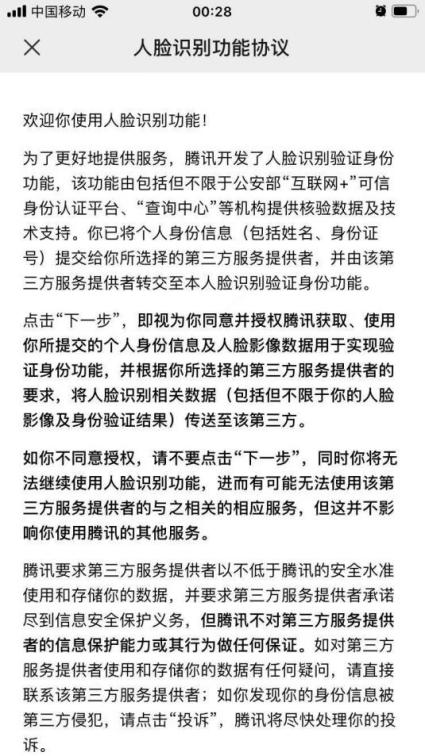 中国移动 00:28
人脸识别功能协议
欢迎你使用人脸识别功能！
为了更好地提供服务，腾讯开发了人脸识别验证身份
功能，该功能由包括但不限于公安部“互联网+”可信
身份认证平台、“查询中心”等机构提供核验数据及技
术支持。你已将个人身份信息（包括姓名、身份证
号）提交给你所选择的第三方服务提供者，并由该第
三方服务提供者转交至本人脸识别验证身份功能。
点击“下一步”，即视为你同意并授权腾讯获取、使用
你所提交的个人身份信息及人脸影像数据用于实现验
证身份功能，并根据你所选择的第三方服务提供者的
要求，将人脸识别相关数据（包括但不限于你的人脸
影像及身份验证结果）传送至该第三方。
如你不同意授权，请不要点击“下一步”，同时你将无
法继续使用人脸识别功能，进而有可能无法使用该第
三方服务提供者的与之相关的相应服务，但这并不影
响你使用腾讯的其他服务。
腾讯要求第三方服务提供者以不低于腾讯的安全水准
使用和存储你的数据，并要求第三方服务提供者承诺
尽到信息安全保护义务，但腾讯不对第三方服务提供
者的信息保护能力或其行为做任何保证。如对第三方
服务提供者使用和存储你的数据有任何疑问，请直接
联系该第三方服务提供者；如你发现你的身份信息被
第三方侵犯，请点击“投诉”，腾讯将尽快处理你的投
诉。